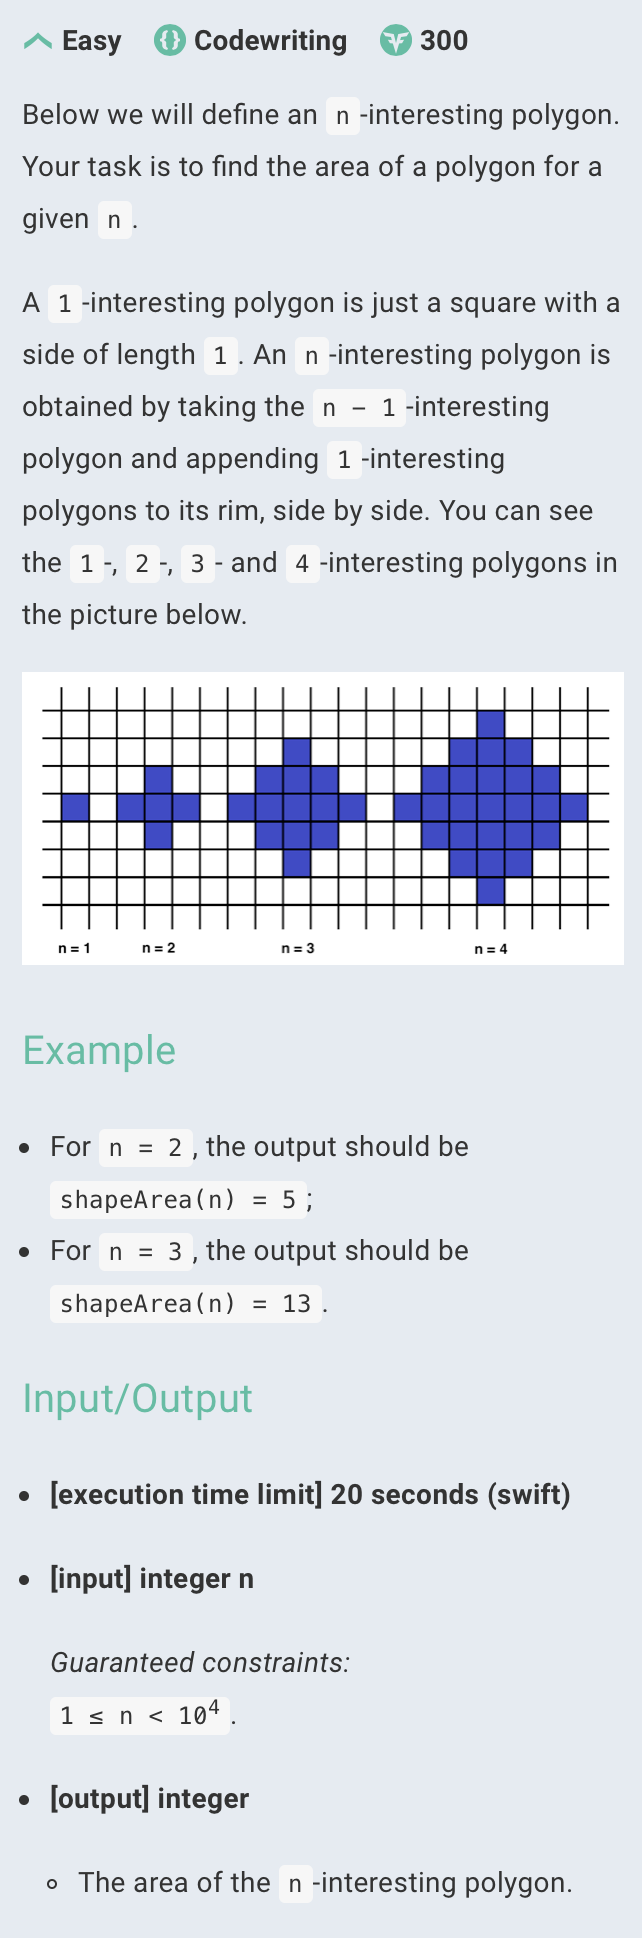 Easy Codewriting 300
Below we will define an n -interesting polygon.
Your task is to find the area of a polygon for a
given n .
A 1 -interesting polygon is just a square with a
side of length 1 . An n -interesting polygon is
obtained by taking the n - 1 -interesting
polygon and appending 1 -interesting
polygons to its rim, side by side. You can see
the 1 -, 2 -, 3 - and 4 -interesting polygons in
the picture below.
n = 1 n = 2 n = 3 n = 4
Example
• For n = 2 , the output should be
shapeArea(n) = 5 ;
• For n = 3 , the output should be
shapeArea(n) = 13 .
Input/Output
• [execution time limit] 20 seconds (swift)
• [input] integer n
Guaranteed constraints:
1 ≤ n < 10⁴ .
• [output] integer
◦ The area of the n -interesting polygon.